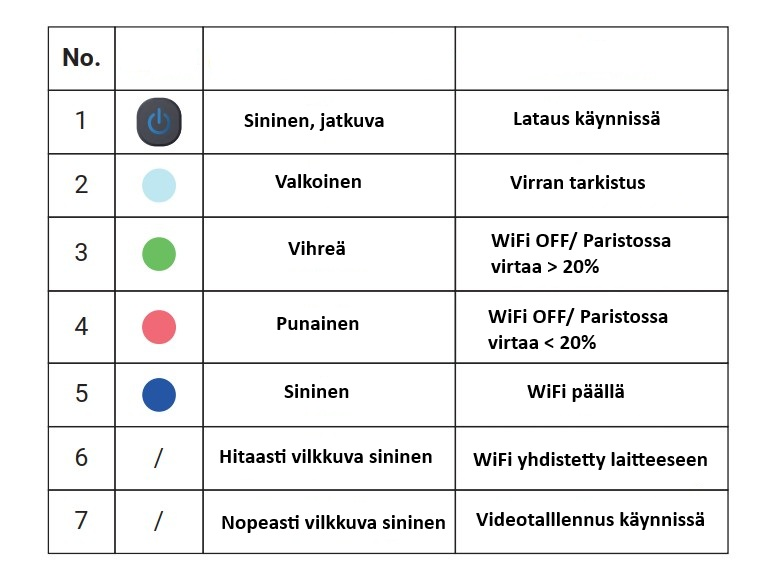 No.
1 Sininen, jatkuva Lataus käynnissä
2 Valkoinen Virran tarkistus
3 Vihreä WiFi OFF/ Paristossa
virtaa > 20%
4 Punainen WiFi OFF/ Paristossa
virtaa < 20%
5 Sininen WiFi päällä
6 / Hitaasti vilkkuva sininen WiFi yhdistetty laitteeseen
7 / Nopeasti vilkkuva sininen Videotalllennus käynnissä